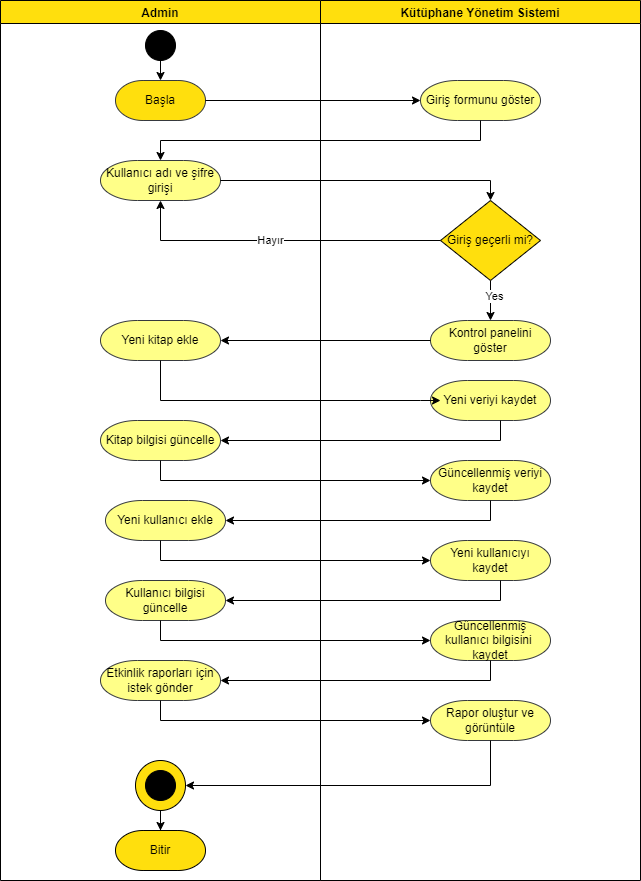 Admin
Kütüphane Yönetim Sistemi
Başla
Giriş formunu göster
Kullanıcı adı ve şifre
girişi
Giriş geçerli mi?
Hayır
Yes
Kontrol panelini
göster
Yeni kitap ekle
Yeni veriyi kaydet
Kitap bilgisi güncelle
Güncellenmiş veriyi
kaydet
Yeni kullanıcı ekle
Yeni kullanıcıyı
kaydet
Kullanıcı bilgisi
güncelle
Güncellenmiş
kullanıcı bilgisini
kaydet
Etkinlik raporları için
istek gönder
Rapor oluştur ve
görüntüle
Bitir